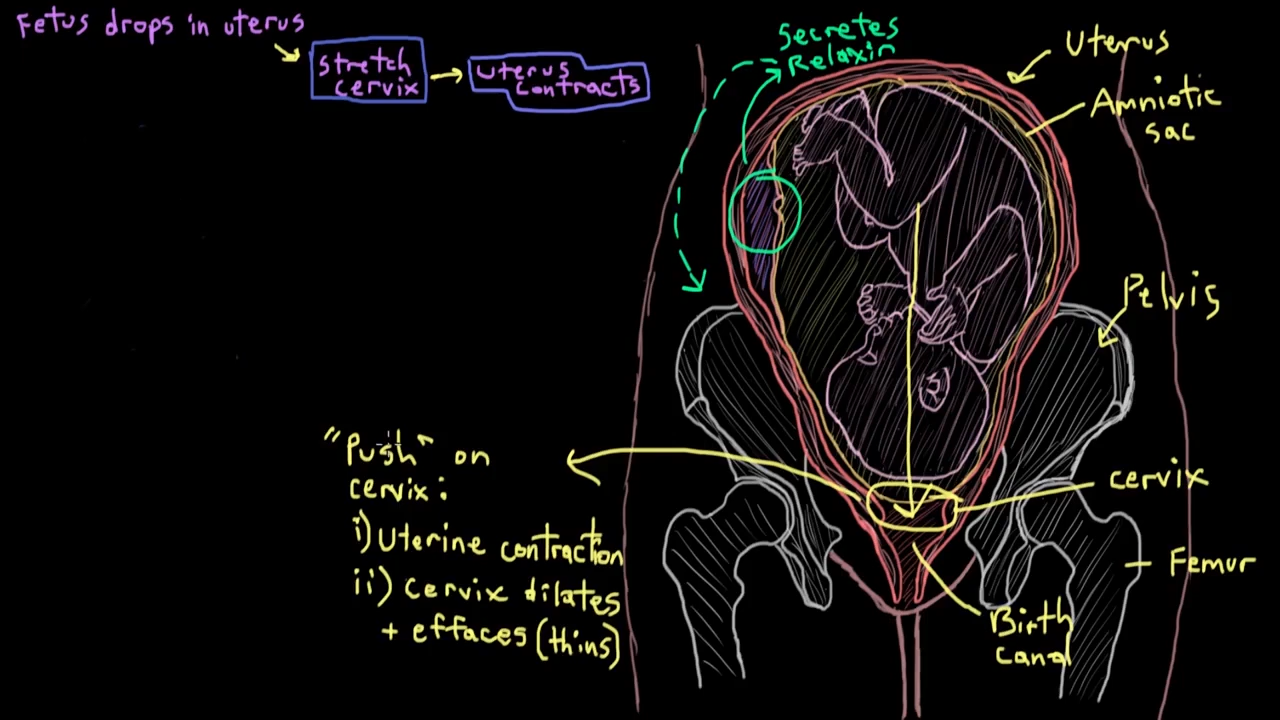 Fetus drops in uterus
Stretch
cervix
uterus
contracts
Secretes
Relaxin
Uterus
Amniotic
sac
Pelvis
"Push" on
cervix:
i) Uterine contraction
ii) cervix dilates
+ effaces (thins)
cervix
Femur
Birth
canal